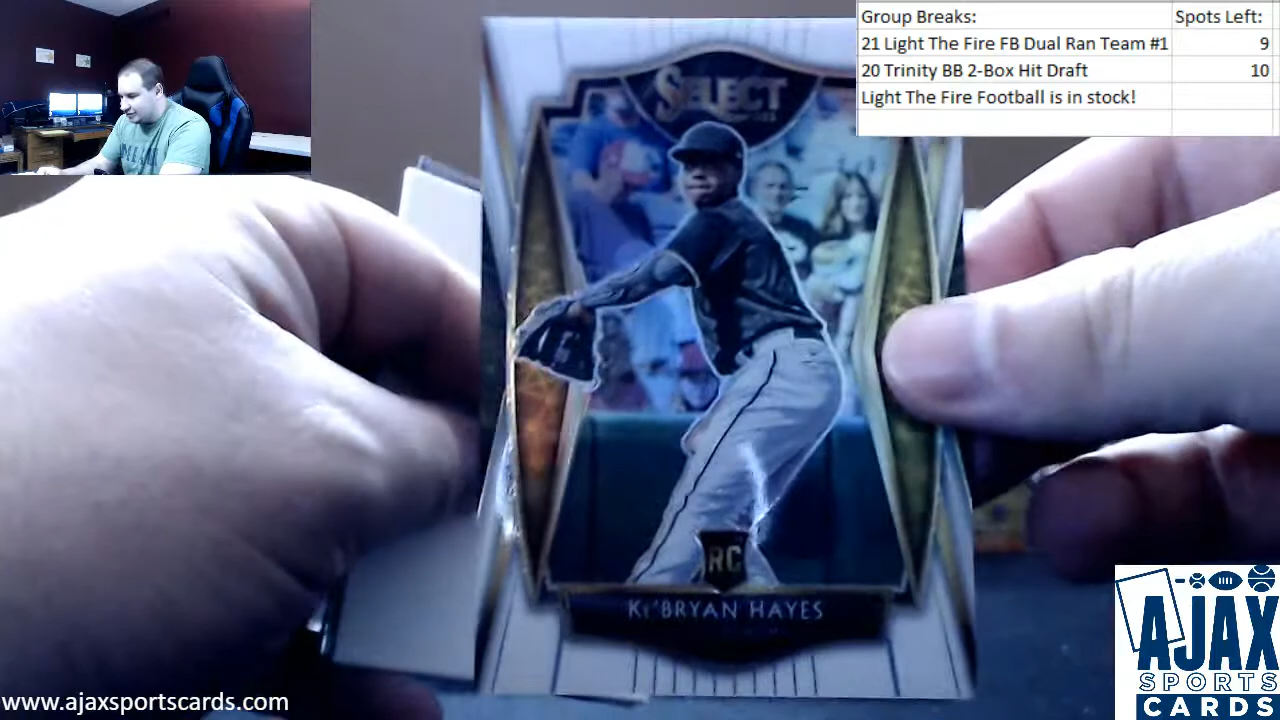 Group Breaks: Spots Left:
21 Light The Fire FB Dual Ran Team #1 9
20 Trinity BB 2-Box Hit Draft 10
Light The Fire Football is in stock!
SELECT
RC
KE'BRYAN HAYES
www.ajaxsportscards.com
AJAX
SPORTS
CARDS